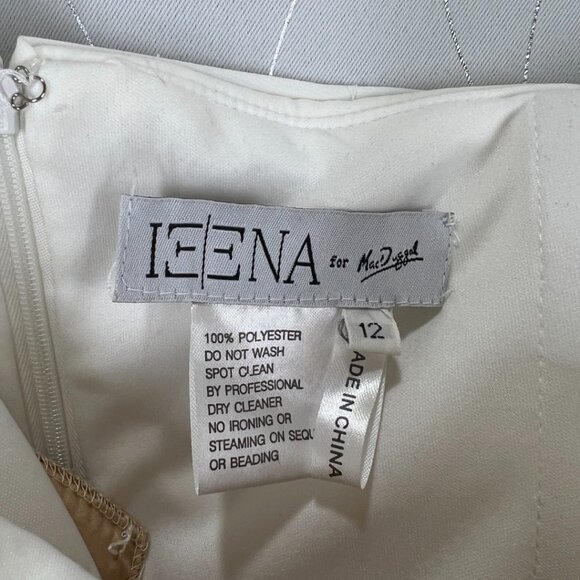 IEENA for MacDuggal
12
100% POLYESTER
DO NOT WASH
SPOT CLEAN
BY PROFESSIONAL
DRY CLEANER
NO IRONING OR
STEAMING ON SEQU
OR BEADING
ADE IN CHINA